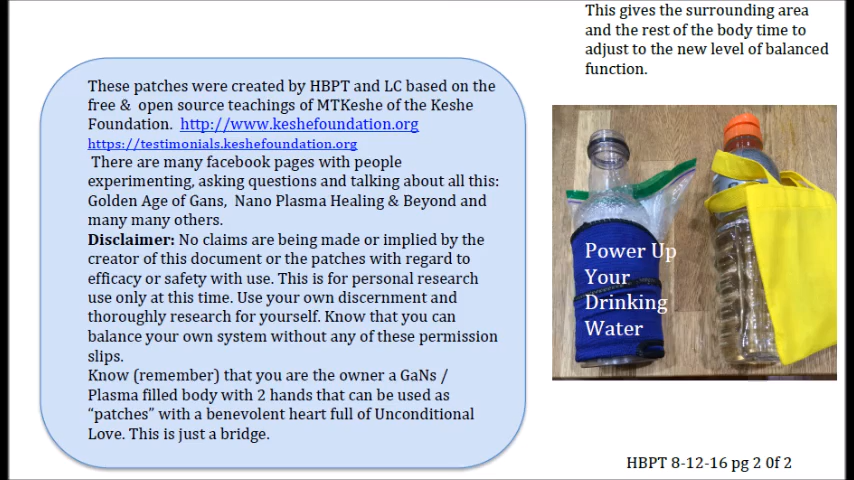 This gives the surrounding area
and the rest of the body time to
adjust to the new level of balanced
function.
These patches were created by HBPT and LC based on the
free &  open source teachings of MTKeshe of the Keshe
Foundation.  http://www.keshefoundation.org
https://testimonials.keshefoundation.org
There are many facebook pages with people
experimenting, asking questions and talking about all this:
Golden Age of Gans,  Nano Plasma Healing & Beyond and
many many others.
Disclaimer: No claims are being made or implied by the
creator of this document or the patches with regard to
efficacy or safety with use. This is for personal research
use only at this time. Use your own discernment and
thoroughly research for yourself. Know that you can
balance your own system without any of these permission
slips.
Know (remember) that you are the owner a GaNs /
Plasma filled body with 2 hands that can be used as
“patches” with a benevolent heart full of Unconditional
Love. This is just a bridge.
Power Up
Your
Drinking
Water
HBPT 8-12-16 pg 2 0f 2